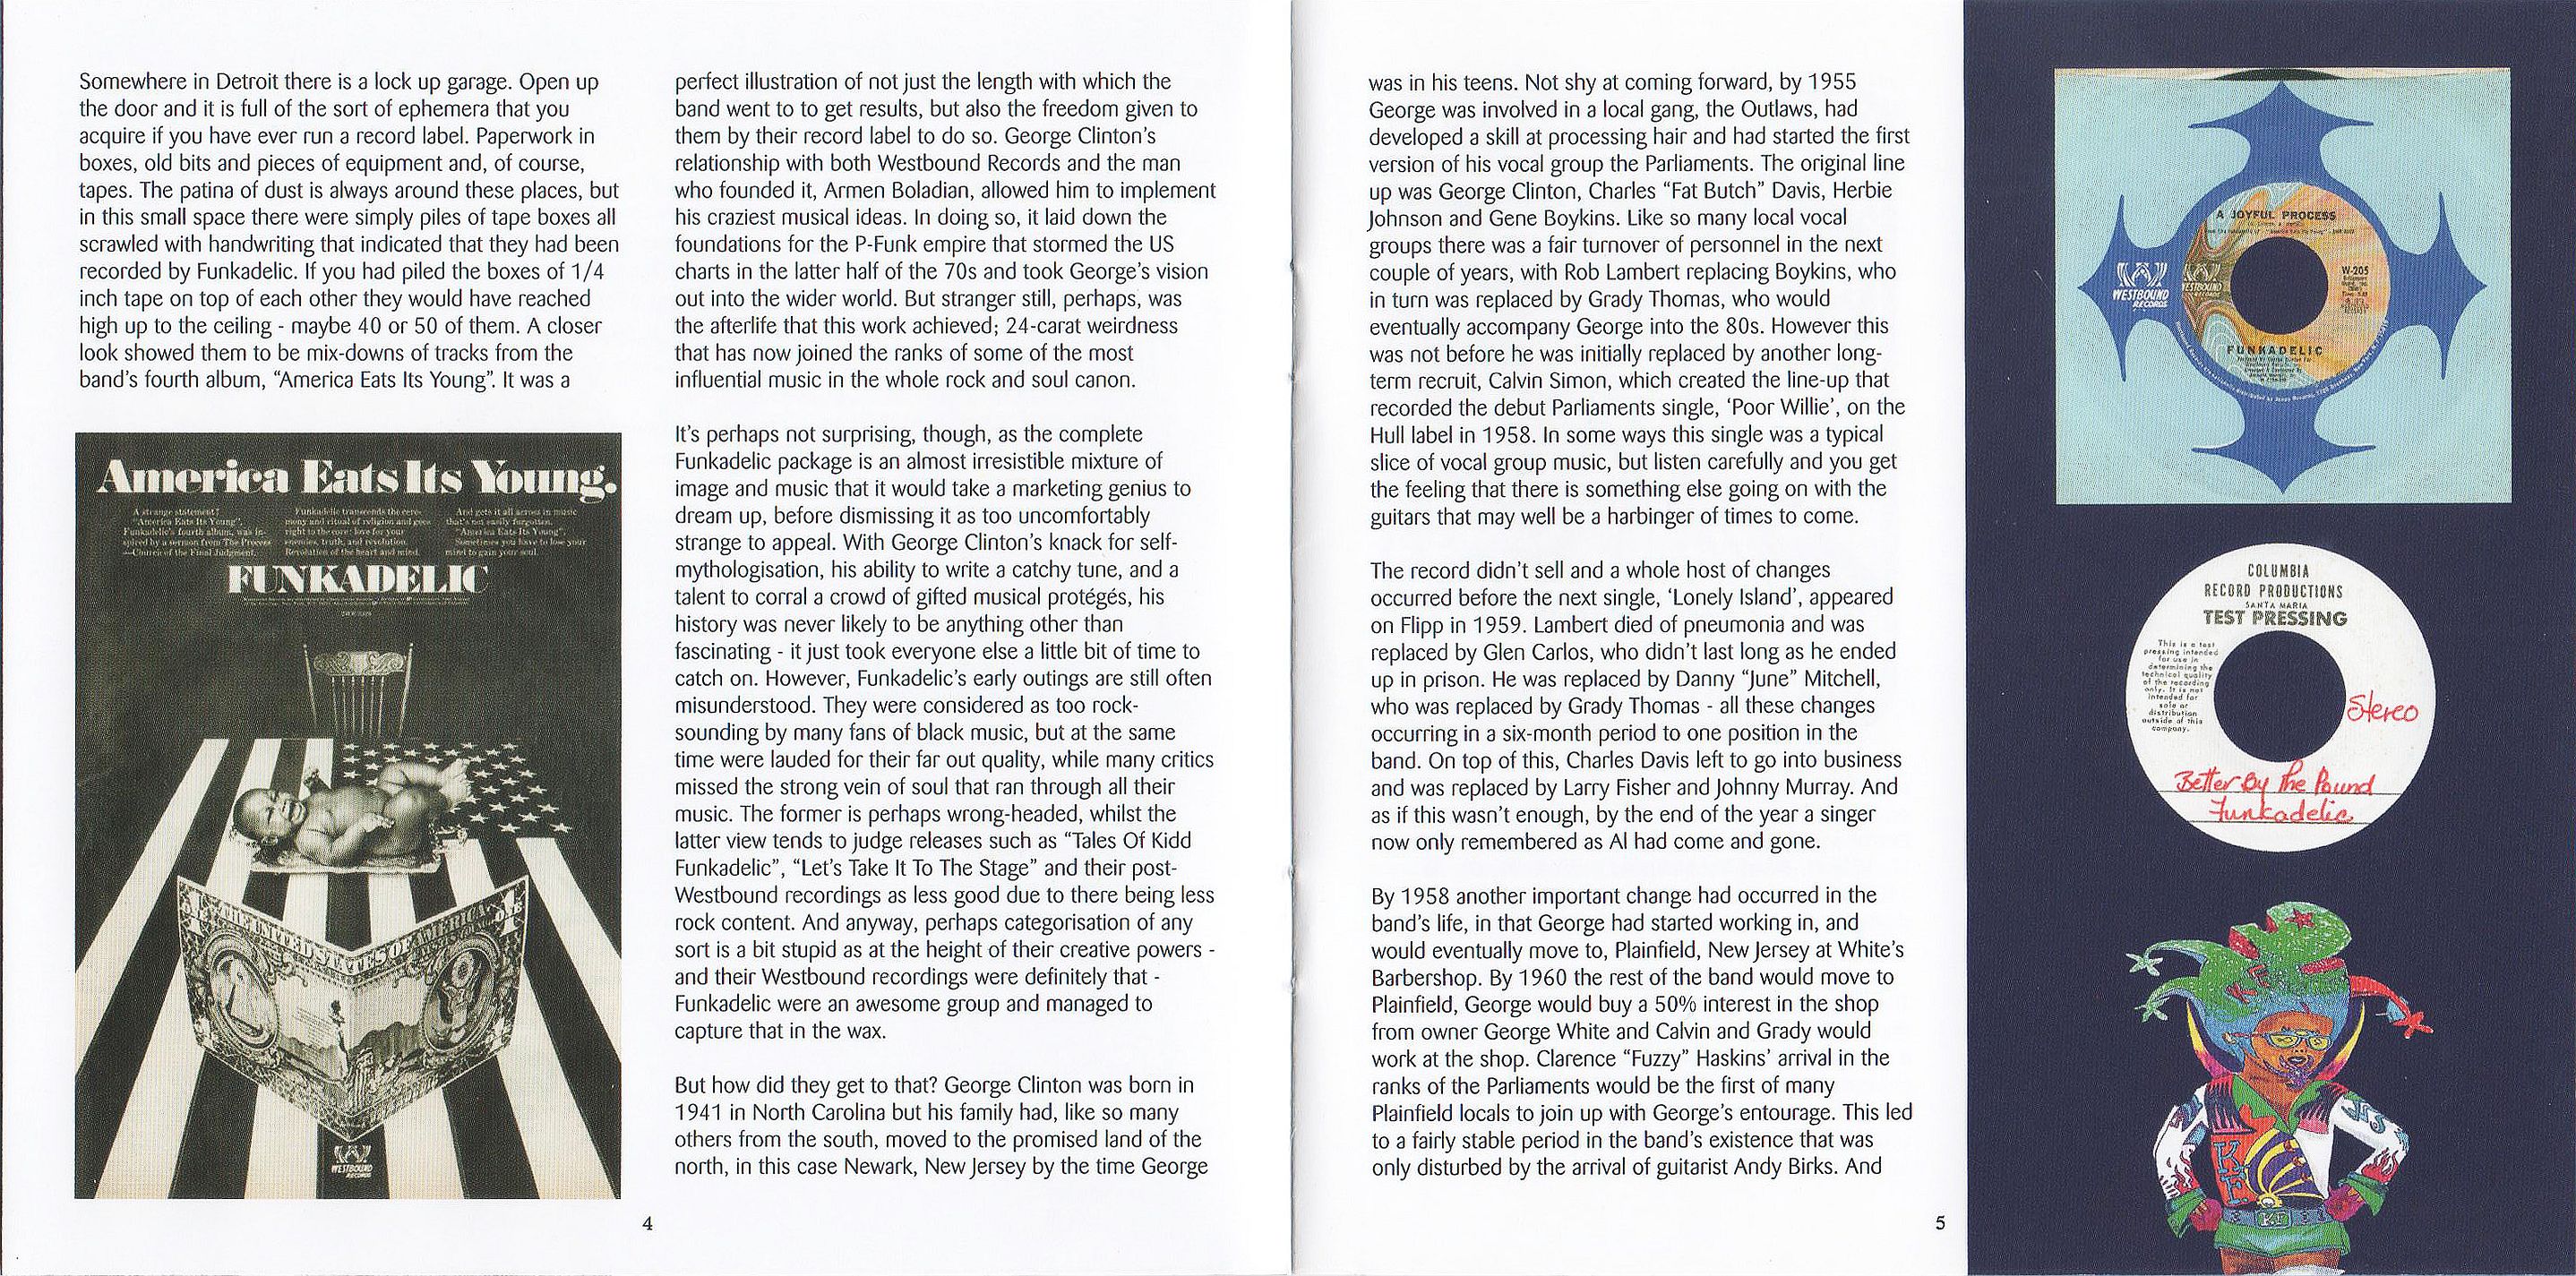 Somewhere in Detroit there is a lock up garage. Open up
the door and it is full of the sort of ephemera that you
acquire if you have ever run a record label. Paperwork in
boxes, old bits and pieces of equipment and, of course,
tapes. The patina of dust is always around these places, but
in this small space there were simply piles of tape boxes all
scrawled with handwriting that indicated that they had been
recorded by Funkadelic. If you had piled the boxes of 1/4
inch tape on top of each other they would have reached
high up to the ceiling - maybe 40 or 50 of them. A closer
look showed them to be mix-downs of tracks from the
band's fourth album, “America Eats Its Young”. It was a
America Eats Its Young.
A strange statement?
"America Eats Its Young",
Funkadelic's fourth album, was in-
spired by a sermon from The Process
—Church of the Final Judgment.
Funkadelic transcends the cere-
mony and ritual of religion and goes
right to the core: love for your
enemies, truth, and revolution.
Revolution of the heart and mind.
And gets it all across in music
that's not easily forgotten.
"America Eats Its Young".
Sometimes you have to lose your
mind to gain your soul.
FUNKADELIC
THE UNITED STATES OF AMERICA
WESTBOUND
RECORDS
4
perfect illustration of not just the length with which the
band went to to get results, but also the freedom given to
them by their record label to do so. George Clinton's
relationship with both Westbound Records and the man
who founded it, Armen Boladian, allowed him to implement
his craziest musical ideas. In doing so, it laid down the
foundations for the P-Funk empire that stormed the US
charts in the latter half of the 70s and took George's vision
out into the wider world. But stranger still, perhaps, was
the afterlife that this work achieved; 24-carat weirdness
that has now joined the ranks of some of the most
influential music in the whole rock and soul canon.
It's perhaps not surprising, though, as the complete
Funkadelic package is an almost irresistible mixture of
image and music that it would take a marketing genius to
dream up, before dismissing it as too uncomfortably
strange to appeal. With George Clinton's knack for self-
mythologisation, his ability to write a catchy tune, and a
talent to corral a crowd of gifted musical protégés, his
history was never likely to be anything other than
fascinating - it just took everyone else a little bit of time to
catch on. However, Funkadelic's early outings are still often
misunderstood. They were considered as too rock-
sounding by many fans of black music, but at the same
time were lauded for their far out quality, while many critics
missed the strong vein of soul that ran through all their
music. The former is perhaps wrong-headed, whilst the
latter view tends to judge releases such as “Tales Of Kidd
Funkadelic”, “Let's Take It To The Stage” and their post-
Westbound recordings as less good due to there being less
rock content. And anyway, perhaps categorisation of any
sort is a bit stupid as at the height of their creative powers -
and their Westbound recordings were definitely that -
Funkadelic were an awesome group and managed to
capture that in the wax.
But how did they get to that? George Clinton was born in
1941 in North Carolina but his family had, like so many
others from the south, moved to the promised land of the
north, in this case Newark, New Jersey by the time George
was in his teens. Not shy at coming forward, by 1955
George was involved in a local gang, the Outlaws, had
developed a skill at processing hair and had started the first
version of his vocal group the Parliaments. The original line
up was George Clinton, Charles “Fat Butch” Davis, Herbie
Johnson and Gene Boykins. Like so many local vocal
groups there was a fair turnover of personnel in the next
couple of years, with Rob Lambert replacing Boykins, who
in turn was replaced by Grady Thomas, who would
eventually accompany George into the 80s. However this
was not before he was initially replaced by another long-
term recruit, Calvin Simon, which created the line-up that
recorded the debut Parliaments single, ‘Poor Willie’, on the
Hull label in 1958. In some ways this single was a typical
slice of vocal group music, but listen carefully and you get
the feeling that there is something else going on with the
guitars that may well be a harbinger of times to come.
The record didn't sell and a whole host of changes
occurred before the next single, ‘Lonely Island’, appeared
on Flipp in 1959. Lambert died of pneumonia and was
replaced by Glen Carlos, who didn't last long as he ended
up in prison. He was replaced by Danny “June” Mitchell,
who was replaced by Grady Thomas - all these changes
occurring in a six-month period to one position in the
band. On top of this, Charles Davis left to go into business
and was replaced by Larry Fisher and Johnny Murray. And
as if this wasn't enough, by the end of the year a singer
now only remembered as Al had come and gone.
By 1958 another important change had occurred in the
band's life, in that George had started working in, and
would eventually move to, Plainfield, New Jersey at White's
Barbershop. By 1960 the rest of the band would move to
Plainfield, George would buy a 50% interest in the shop
from owner George White and Calvin and Grady would
work at the shop. Clarence “Fuzzy” Haskins' arrival in the
ranks of the Parliaments would be the first of many
Plainfield locals to join up with George's entourage. This led
to a fairly stable period in the band's existence that was
only disturbed by the arrival of guitarist Andy Birks. And
5
A JOYFUL PROCESS
WESTBOUND
RECORDS
WESTBOUND
RECORDS
W-205
FUNKADELIC
COLUMBIA
RECORD PRODUCTIONS
SANTA MARIA
TEST PRESSING
This is a test
pressing intended
for use in
determining the
technical quality
of the recording
only. It is not
intended for
sale or
distribution
outside of this
company.
Stereo
Better By the Pound
Funkadelic
KF